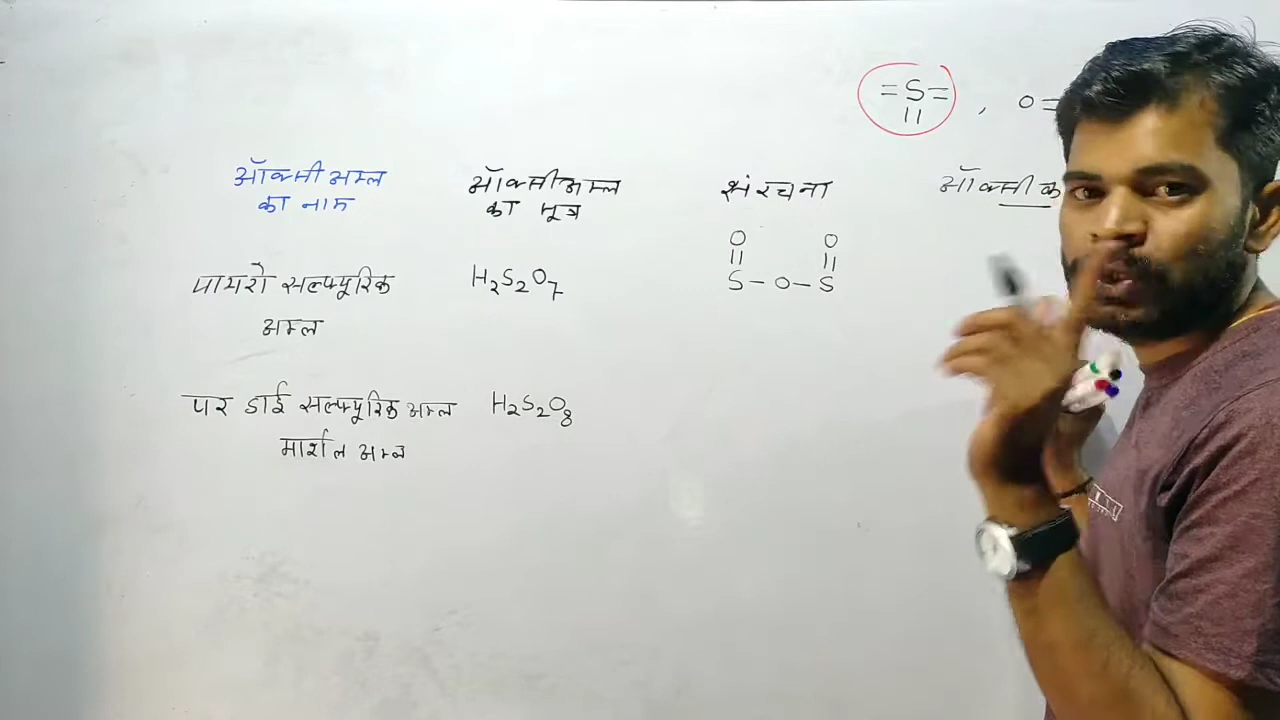 =S= , O=
||
ऑक्सीअम्ल ऑक्सीअम्ल संरचना ऑक्सीक
का नाम का सूत्र
O O
|| ||
पायरो सल्फ्यूरिक H₂S₂O₇ S–O–S
अम्ल
पर डाई सल्फ्यूरिक अम्ल H₂S₂O₈
मार्शल अम्ल